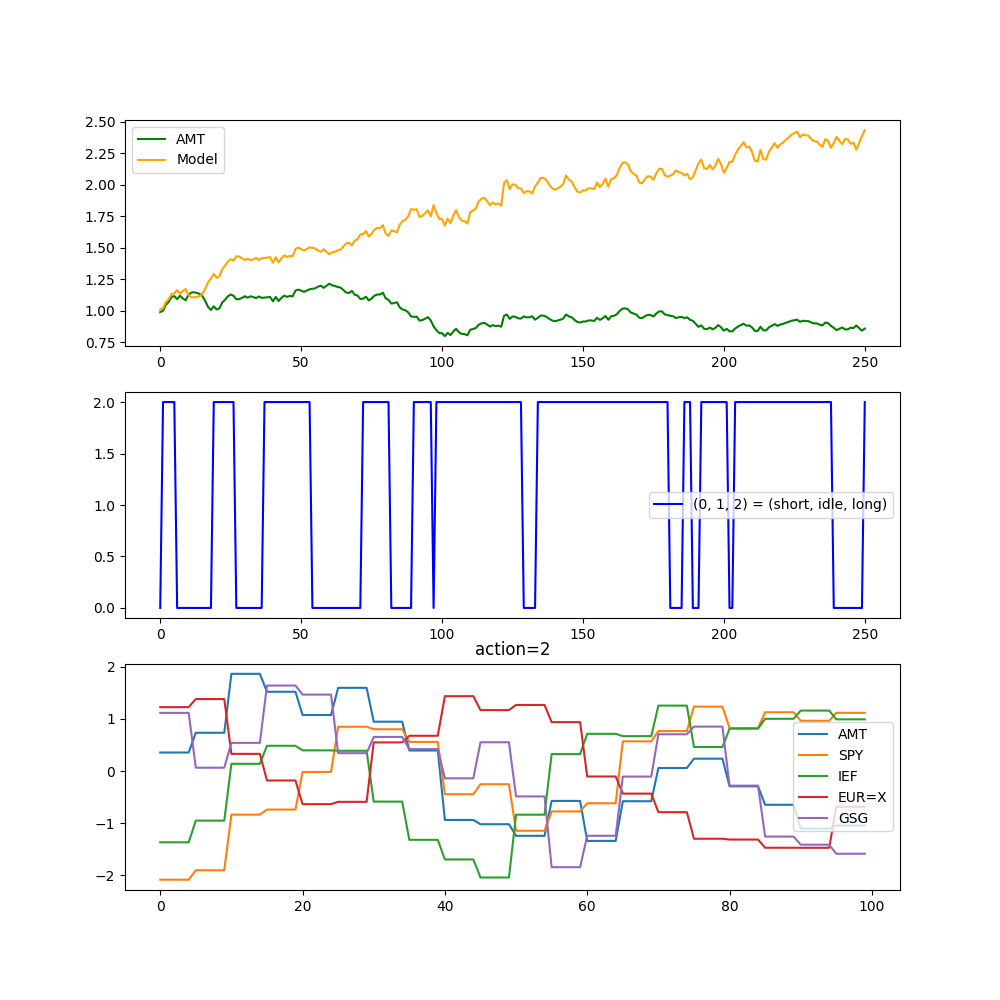 2.50
2.25
2.00
1.75
1.50
1.25
1.00
0.75
AMT
Model
0 50 100 150 200 250
2.0
1.5
1.0
0.5
0.0
(0, 1, 2) = (short, idle, long)
0 50 100 150 200 250
action=2
2
1
0
−1
−2
AMT
SPY
IEF
EUR=X
GSG
0 20 40 60 80 100